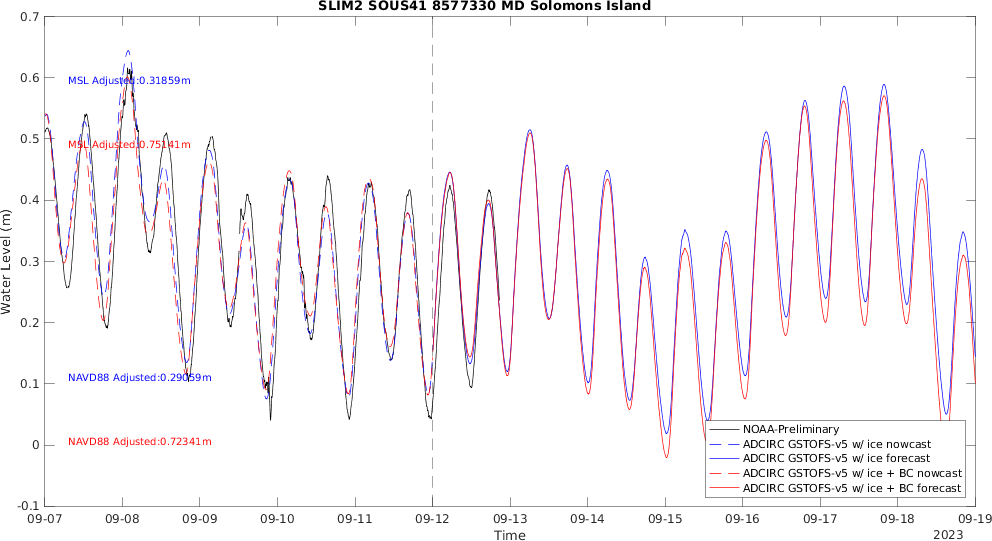 SLIM2 SOUS41 8577330 MD Solomons Island
0.7
0.6
0.5
0.4
0.3
0.2
0.1
0
-0.1
Water Level (m)
MSL Adjusted:0.31859m
MSL Adjusted:0.75141m
NAVD88 Adjusted:0.29059m
NAVD88 Adjusted:0.72341m
NOAA-Preliminary
ADCIRC GSTOFS-v5 w/ ice nowcast
ADCIRC GSTOFS-v5 w/ ice forecast
ADCIRC GSTOFS-v5 w/ ice + BC nowcast
ADCIRC GSTOFS-v5 w/ ice + BC forecast
09-07 09-08 09-09 09-10 09-11 09-12 09-13 09-14 09-15 09-16 09-17 09-18 09-19
Time
2023